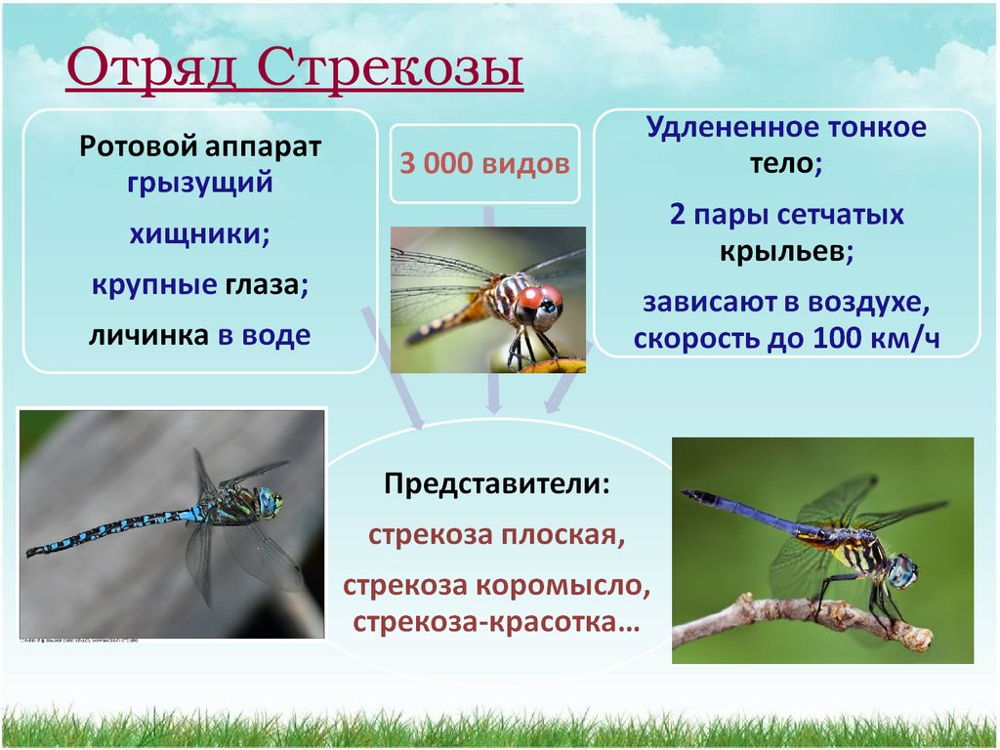 Отряд Стрекозы
Ротовой аппарат
грызущий
хищники;
крупные глаза;
личинка в воде
3 000 видов
Удлененное тонкое
тело;
2 пары сетчатых
крыльев;
зависают в воздухе,
скорость до 100 км/ч
Представители:
стрекоза плоская,
стрекоза коромысло,
стрекоза-красотка...